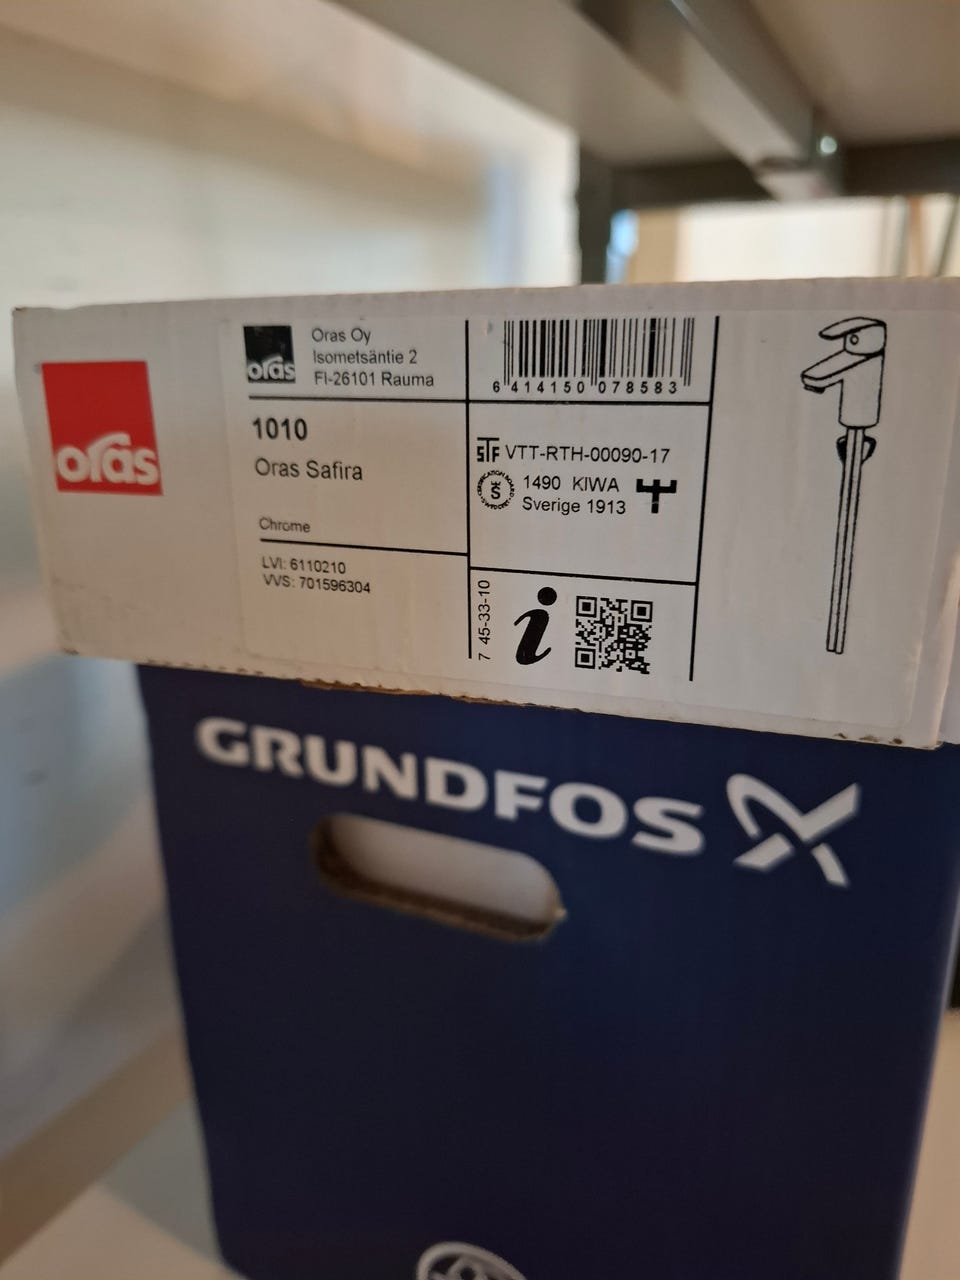 oras
oras
Oras Oy
Isometsäntie 2
FI-26101 Rauma
1010
Oras Safira
Chrome
LVI: 6110210
VVS: 701596304
6 414150 078583
STF VTT-RTH-00090-17
1490 KIWA
Sverige 1913
7 45-33-10
i
GRUNDFOS